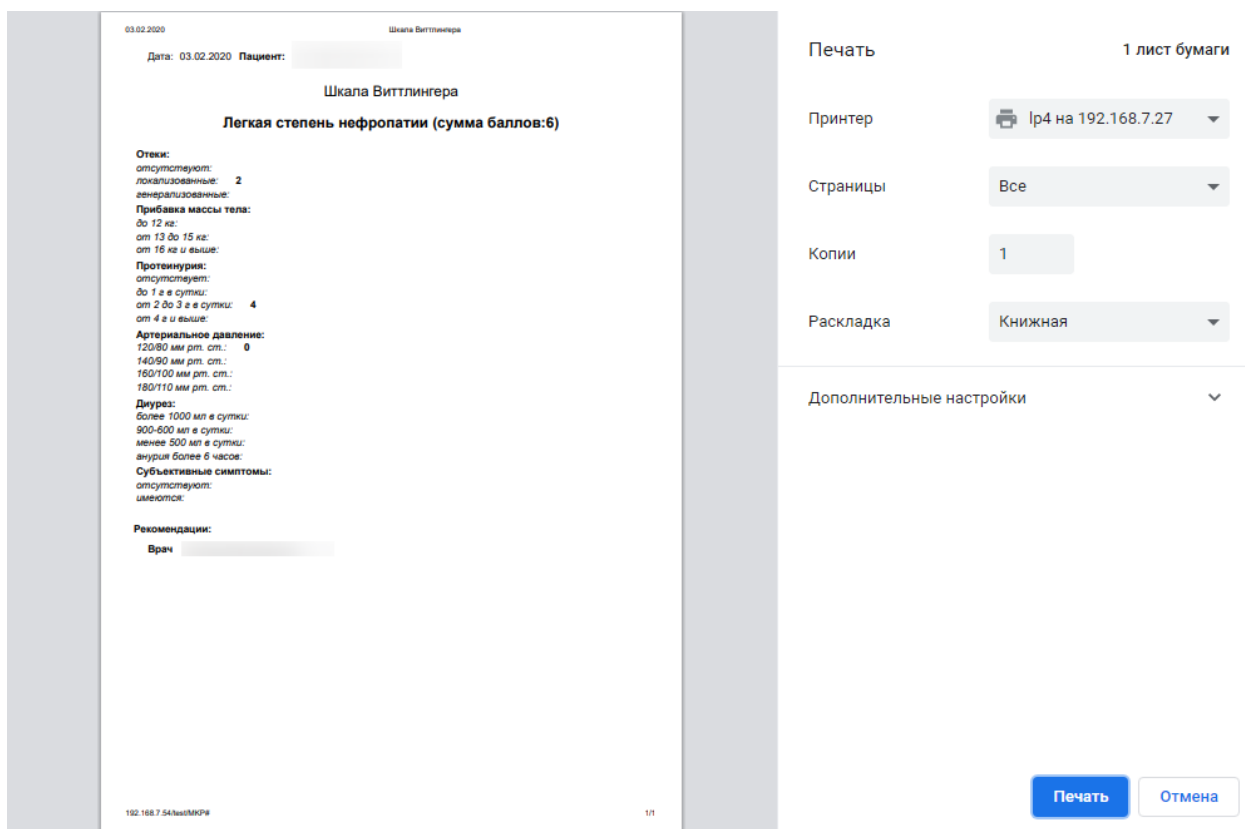 03.02.2020 Шкала Виттлингера
Дата: 03.02.2020 Пациент:
Шкала Виттлингера
Легкая степень нефропатии (сумма баллов:6)
Отеки:
отсутствуют:
локализованные: 2
генерализованные:
Прибавка массы тела:
до 12 кг:
от 13 до 15 кг:
от 16 кг и выше:
Протеинурия:
отсутствует:
до 1 г в сутки:
от 2 до 3 г в сутки: 4
от 4 г и выше:
Артериальное давление:
120/80 мм рт. ст.: 0
140/90 мм рт. ст.:
160/100 мм рт. ст.:
180/110 мм рт. ст.:
Диурез:
более 1000 мл в сутки:
900-600 мл в сутки:
менее 500 мл в сутки:
анурия более 6 часов:
Субъективные симптомы:
отсутствуют:
имеются:
Рекомендации:
Врач
192.168.7.54/test/MKP# 1/1
Печать 1 лист бумаги
Принтер lp4 на 192.168.7.27
Страницы Все
Копии 1
Раскладка Книжная
Дополнительные настройки
Печать Отмена